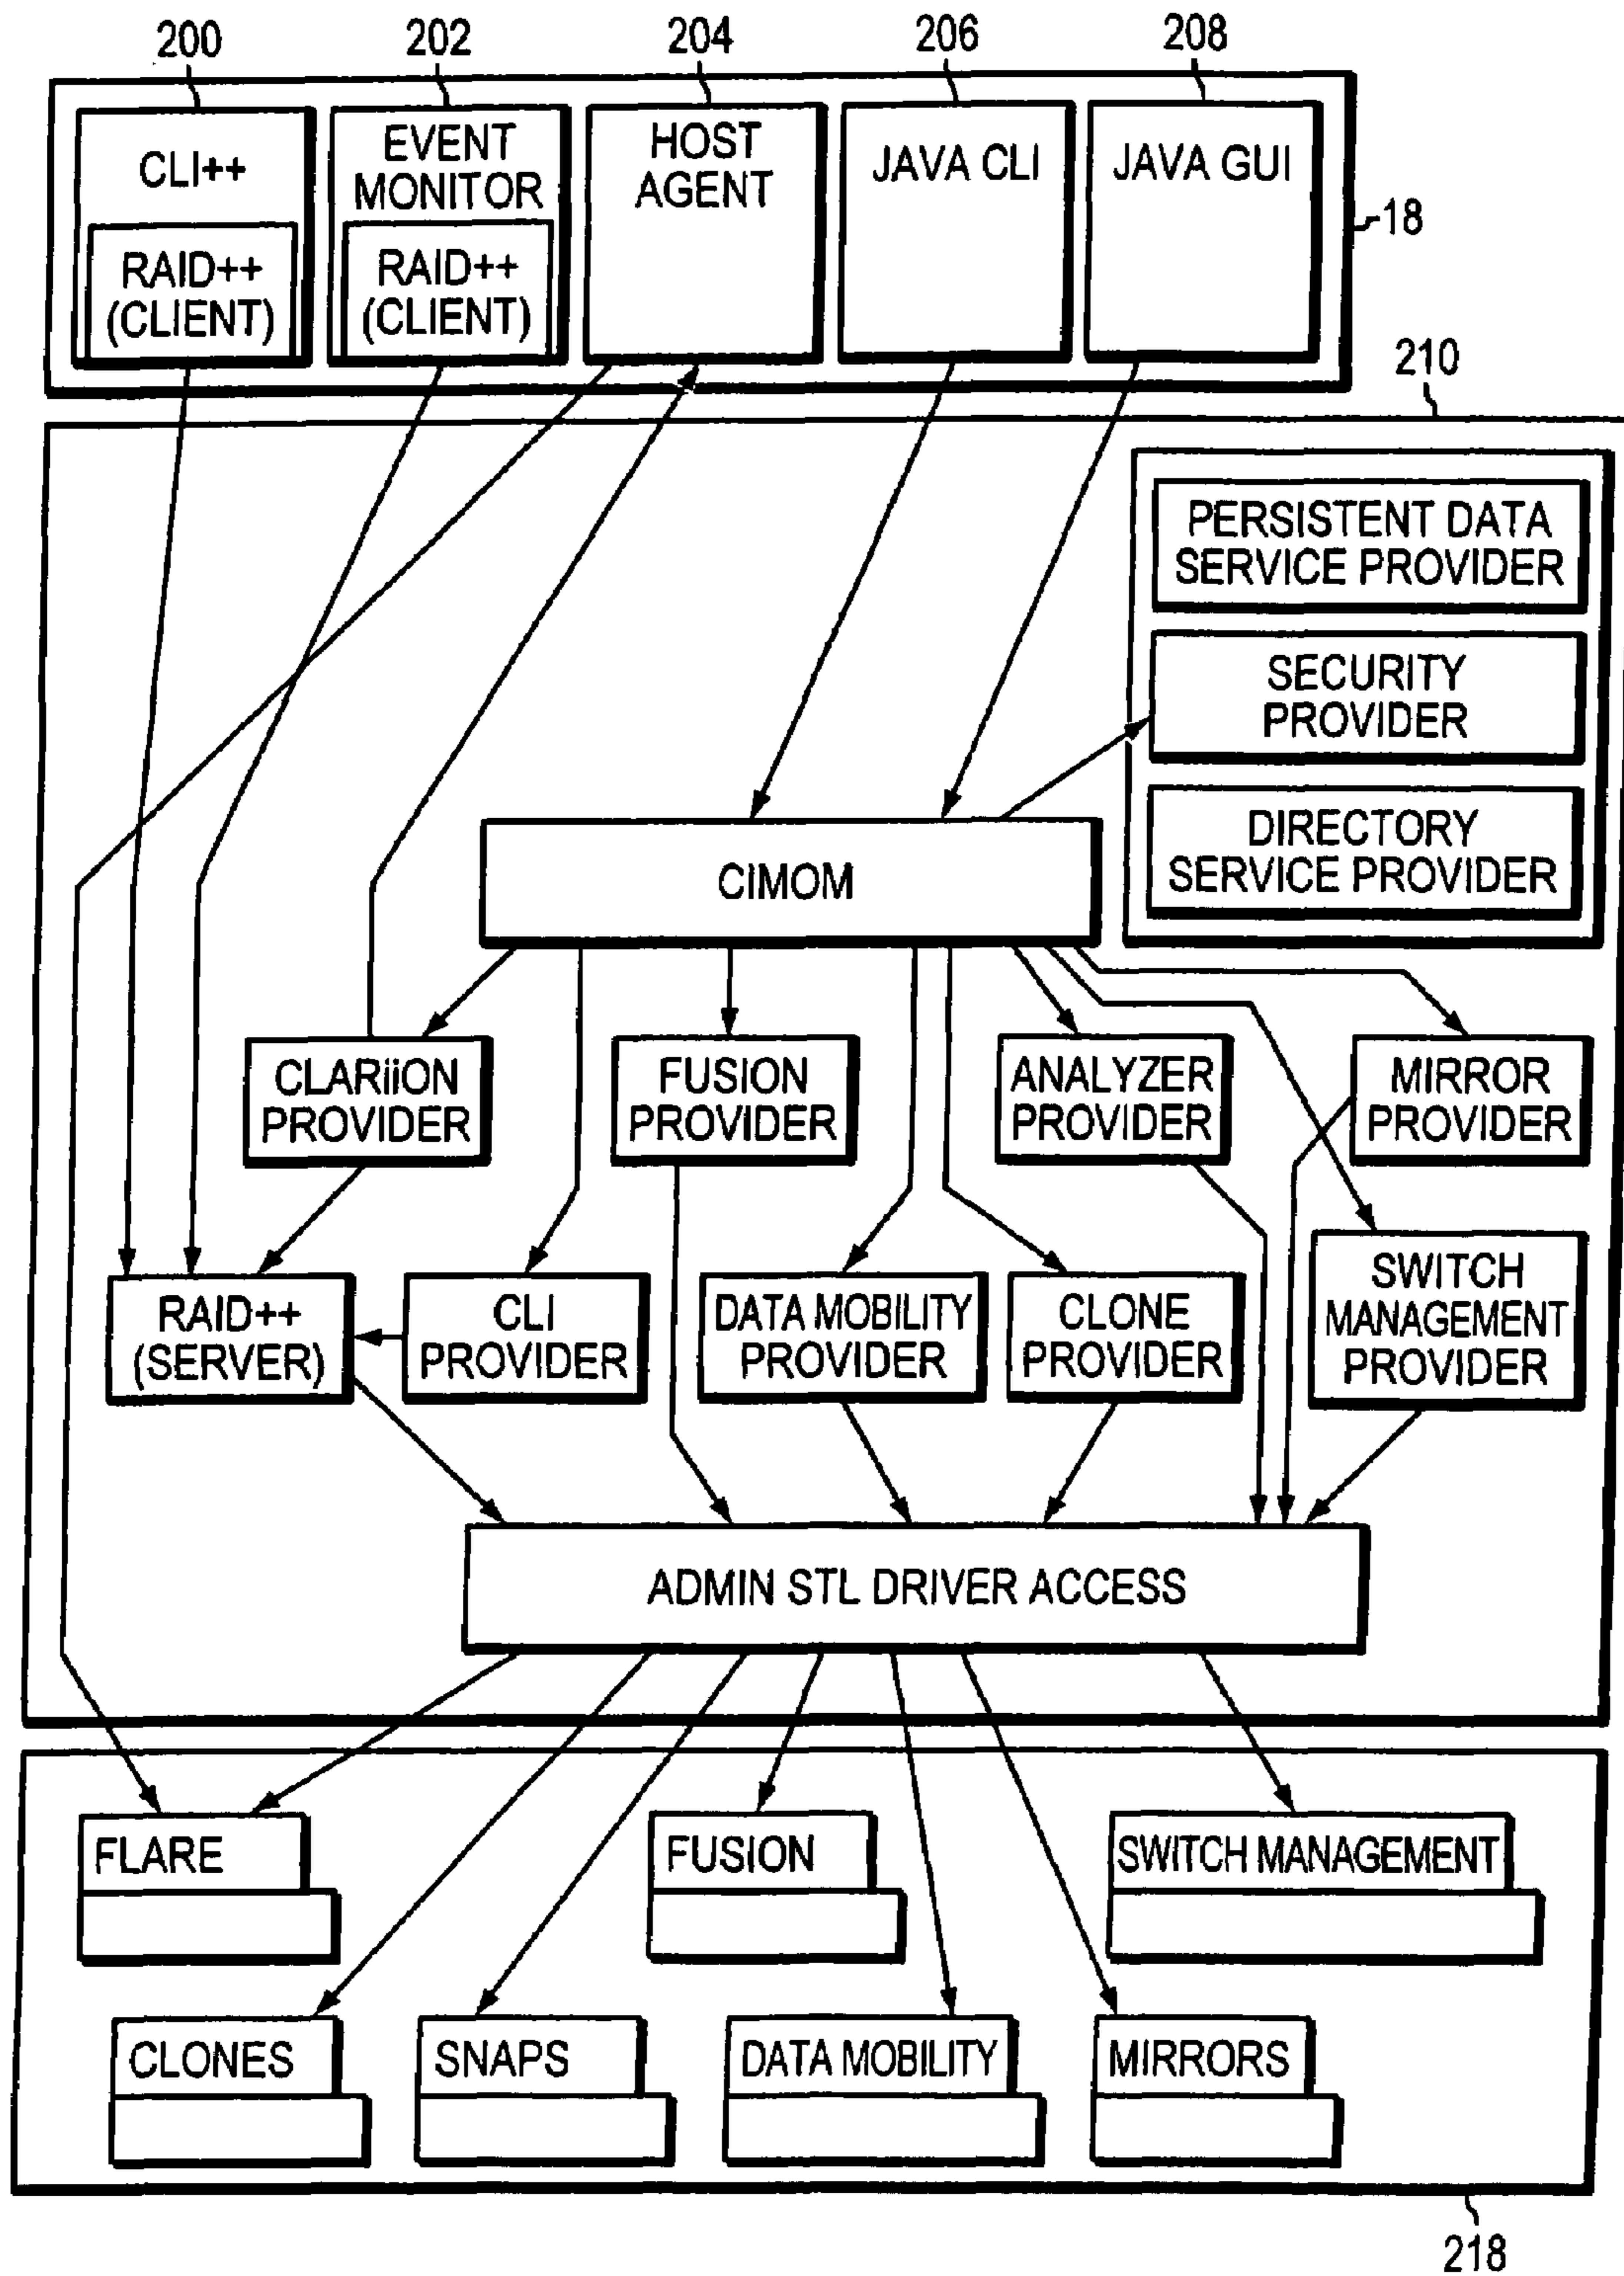 200
202
204
206
208
CLI++
RAID++
(CLIENT)
EVENT
MONITOR
RAID++
(CLIENT)
HOST
AGENT
JAVA CLI
JAVA GUI
18
210
PERSISTENT DATA
SERVICE PROVIDER
SECURITY
PROVIDER
DIRECTORY
SERVICE PROVIDER
CIMOM
CLARiiON
PROVIDER
FUSION
PROVIDER
ANALYZER
PROVIDER
MIRROR
PROVIDER
RAID++
(SERVER)
CLI
PROVIDER
DATA MOBILITY
PROVIDER
CLONE
PROVIDER
SWITCH
MANAGEMENT
PROVIDER
ADMIN STL DRIVER ACCESS
FLARE
FUSION
SWITCH MANAGEMENT
CLONES
SNAPS
DATA MOBILITY
MIRRORS
218